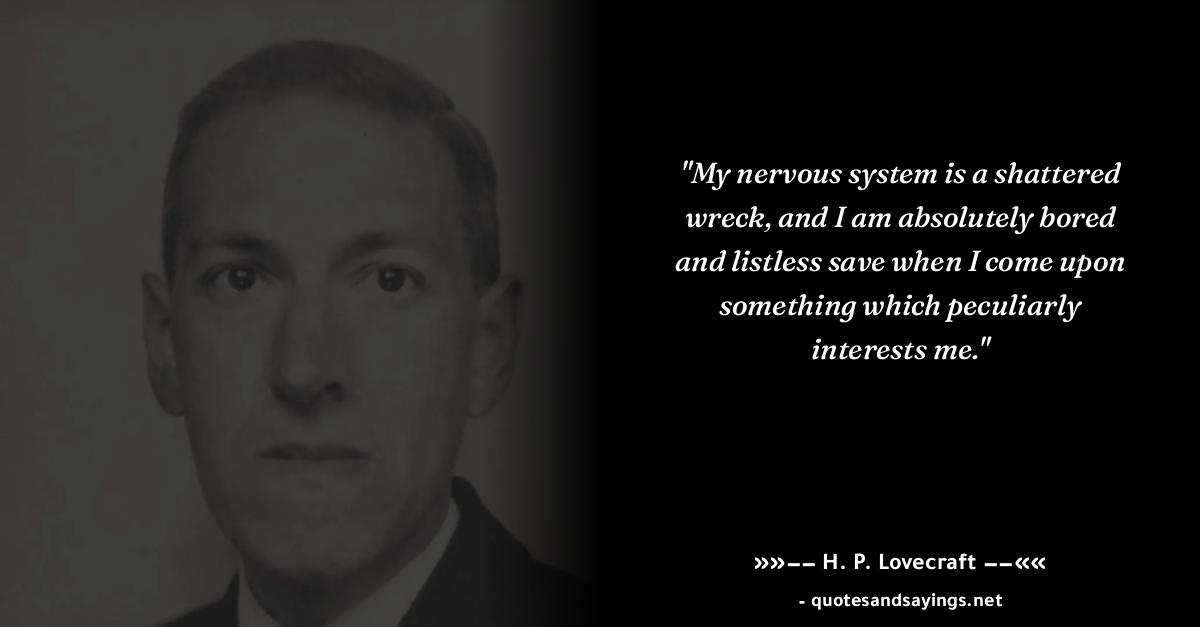 "My nervous system is a shattered
wreck, and I am absolutely bored
and listless save when I come upon
something which peculiarly
interests me."
»»−− H. P. Lovecraft −−««
- quotesandsayings.net